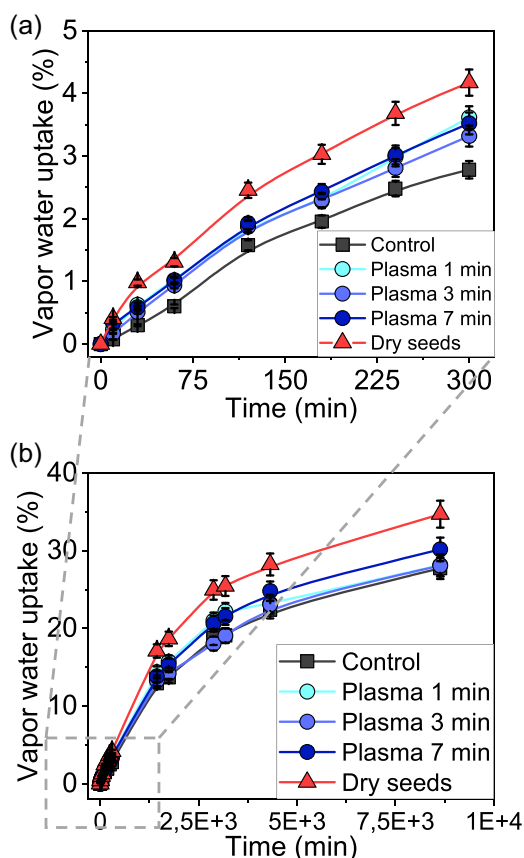 (a)
Vapor water uptake (%)
5
4
3
2
1
0
Control
Plasma 1 min
Plasma 3 min
Plasma 7 min
Dry seeds
0 75 150 225 300
Time (min)
(b)
Vapor water uptake (%)
40
30
20
10
0
Control
Plasma 1 min
Plasma 3 min
Plasma 7 min
Dry seeds
0 2,5E+3 5E+3 7,5E+3 1E+4
Time (min)